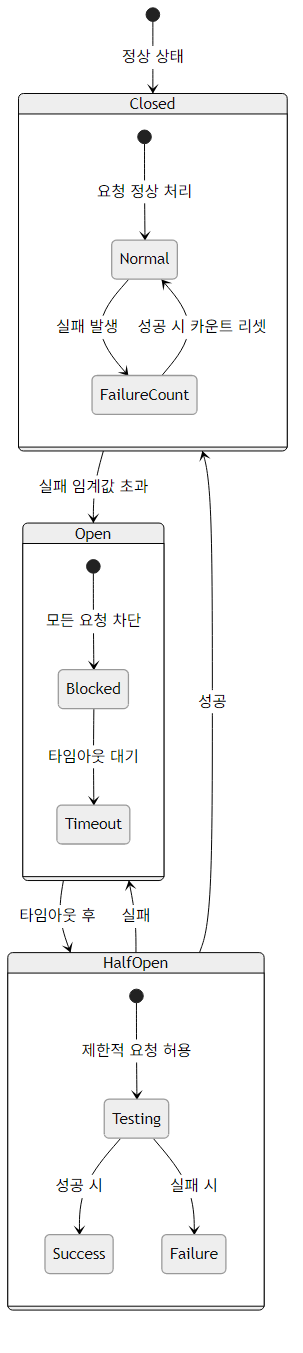 정상 상태
Closed
요청 정상 처리
Normal
실패 발생
성공 시 카운트 리셋
FailureCount
실패 임계값 초과
Open
모든 요청 차단
Blocked
성공
타임아웃 대기
Timeout
타임아웃 후
실패
HalfOpen
제한적 요청 허용
Testing
성공 시
실패 시
Success
Failure